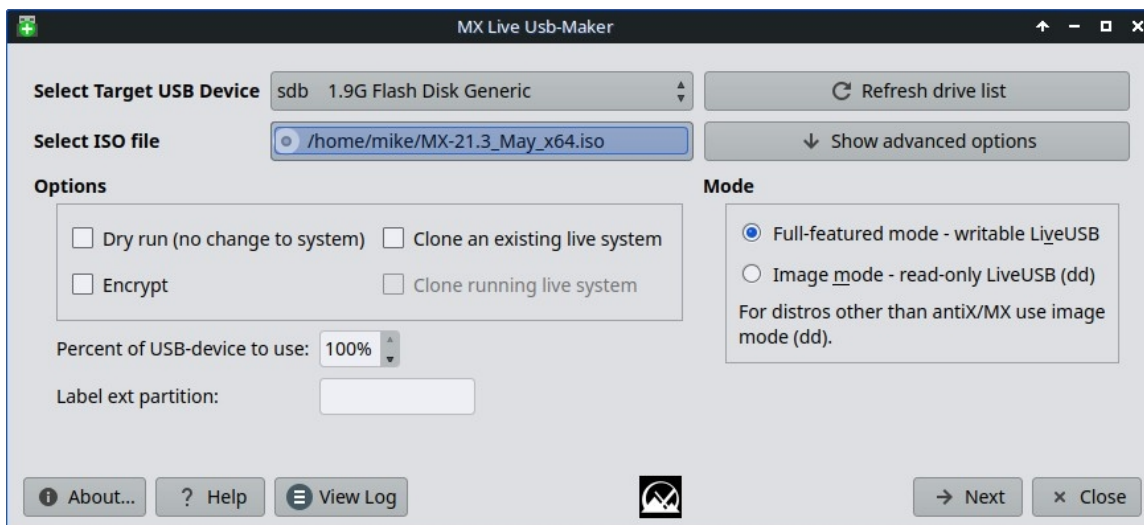 MX Live Usb-Maker
Select Target USB Device sdb 1.9G Flash Disk Generic Refresh drive list
Select ISO file /home/mike/MX-21.3_May_x64.iso Show advanced options
Options Mode
Dry run (no change to system) Clone an existing live system
Encrypt Clone running live system
Full-featured mode - writable LiveUSB
Image mode - read-only LiveUSB (dd)
For distros other than antiX/MX use image
mode (dd).
Percent of USB-device to use: 100%
Label ext partition:
About... ? Help View Log Next Close